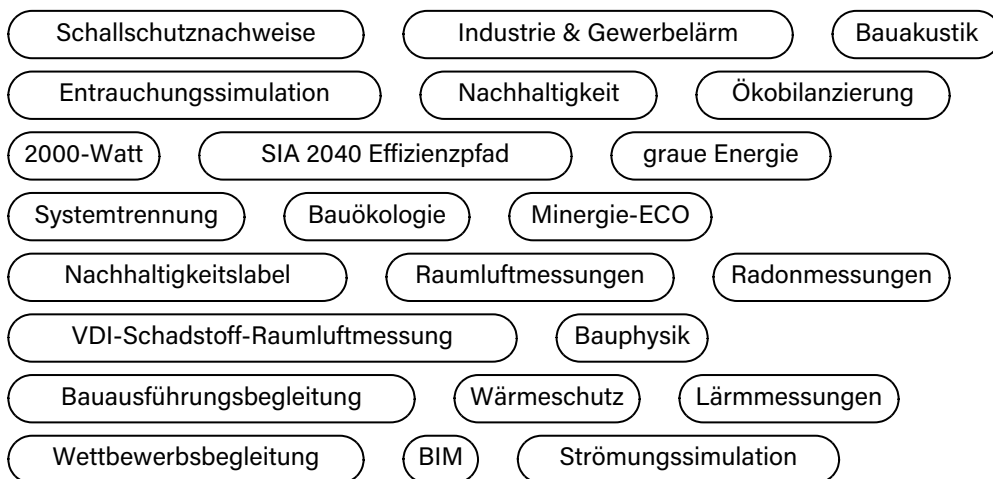 Schallschutznachweise Industrie & Gewerbelärm Bauakustik
Entrauchungssimulation Nachhaltigkeit Ökobilanzierung
2000-Watt SIA 2040 Effizienzpfad graue Energie
Systemtrennung Bauökologie Minergie-ECO
Nachhaltigkeitslabel Raumluftmessungen Radonmessungen
VDI-Schadstoff-Raumluftmessung Bauphysik
Bauausführungsbegleitung Wärmeschutz Lärmmessungen
Wettbewerbsbegleitung BIM Strömungssimulation